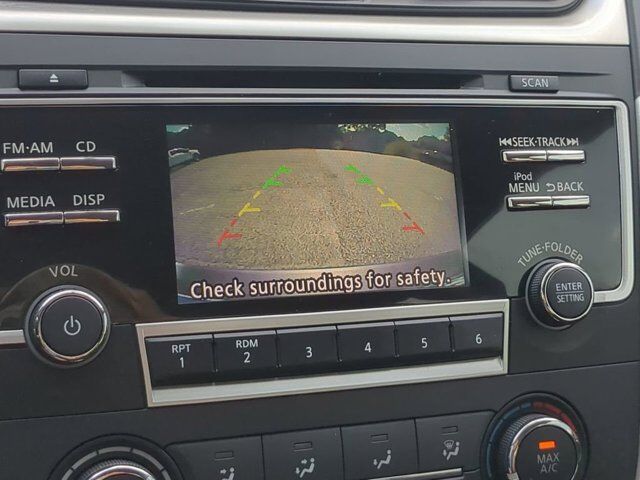 SCAN
FM·AM CD
SEEK·TRACK
MEDIA DISP
iPod
MENU BACK
TUNE·FOLDER
VOL
ENTER
SETTING
Check surroundings for safety.
RPT
1
RDM
2
3
4
5
6
MAX
A/C